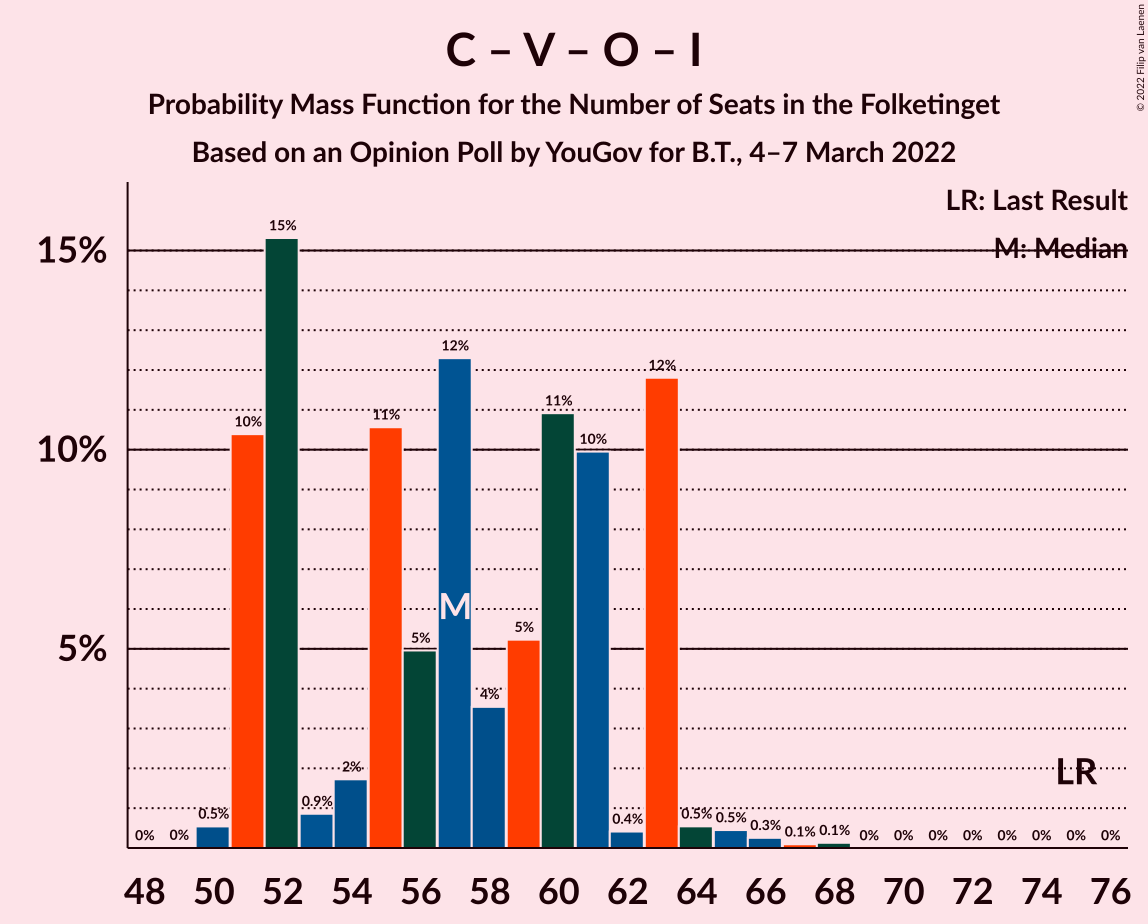 C – V – O – I
Probability Mass Function for the Number of Seats in the Folketinget
Based on an Opinion Poll by YouGov for B.T., 4–7 March 2022
© 2022 Filip van Laenen
LR: Last Result
M: Median
15%
10%
5%
0% 0% 0.5% 10% 15% 0.9% 2% 11% 5% 12% 4% 5% 11% 10% 0.4% 12% 0.5% 0.5% 0.3% 0.1% 0.1% 0% 0% 0% 0% 0% 0% 0% 0%
M
LR
48 50 52 54 56 58 60 62 64 66 68 70 72 74 76